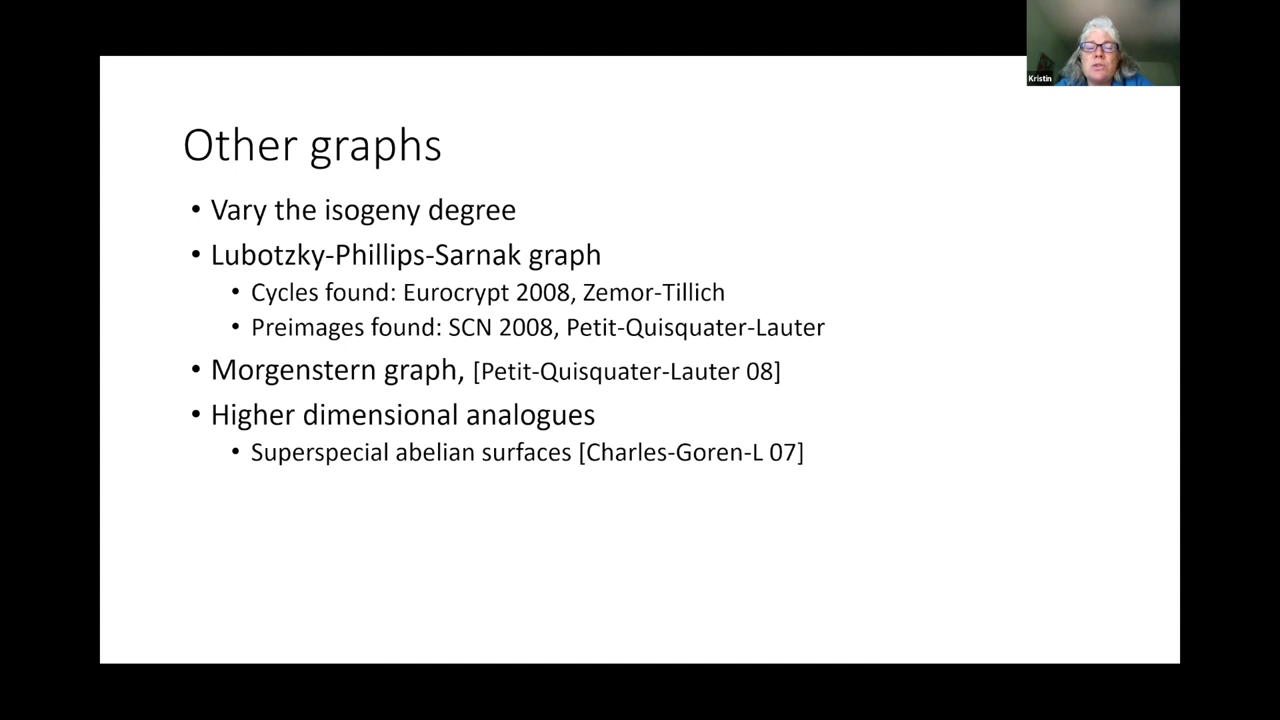 Kristin
Other graphs
• Vary the isogeny degree
• Lubotzky-Phillips-Sarnak graph
• Cycles found: Eurocrypt 2008, Zemor-Tillich
• Preimages found: SCN 2008, Petit-Quisquater-Lauter
• Morgenstern graph, [Petit-Quisquater-Lauter 08]
• Higher dimensional analogues
• Superspecial abelian surfaces [Charles-Goren-L 07]